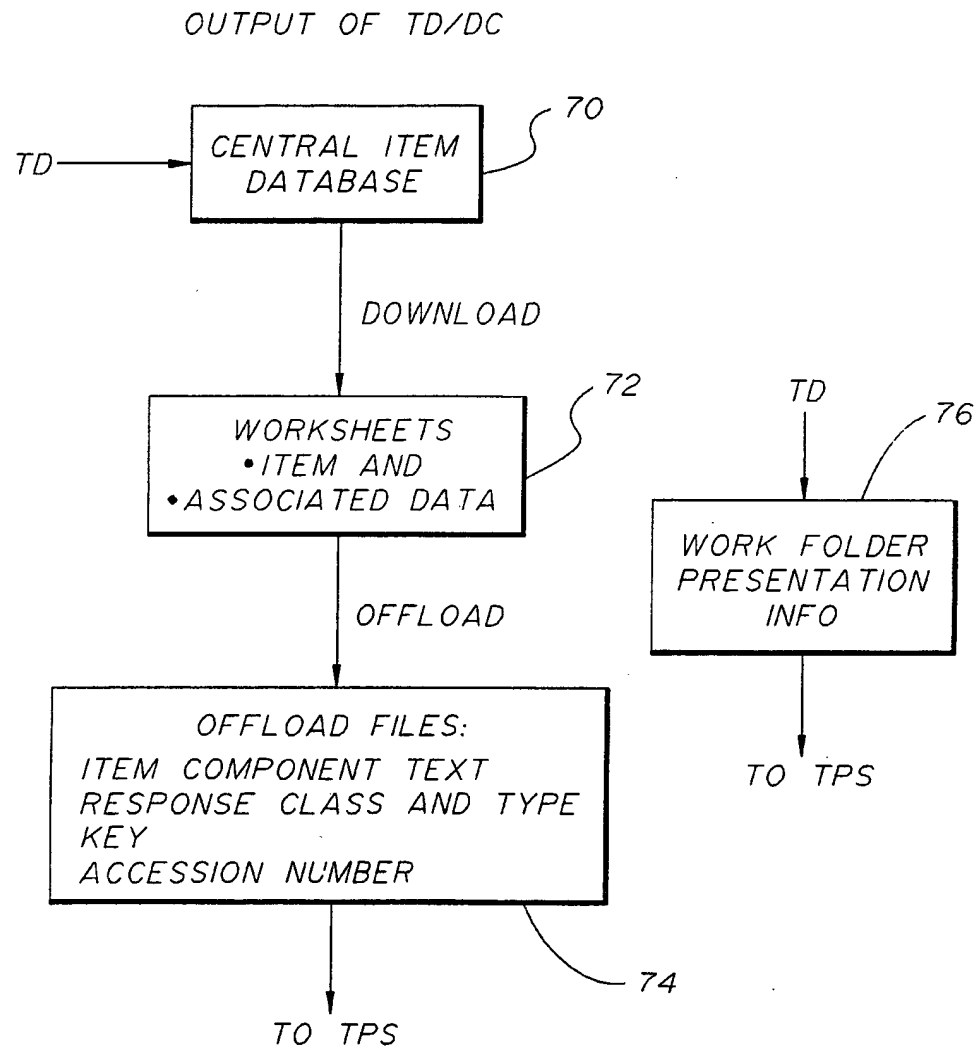 OUTPUT OF TD/DC
70
TD
CENTRAL ITEM
DATABASE
DOWNLOAD
72
WORKSHEETS
•ITEM AND
•ASSOCIATED DATA
OFFLOAD
OFFLOAD FILES:
ITEM COMPONENT TEXT
RESPONSE CLASS AND TYPE
KEY
ACCESSION NUMBER
74
TO TPS
TD
76
WORK FOLDER
PRESENTATION
INFO
TO TPS